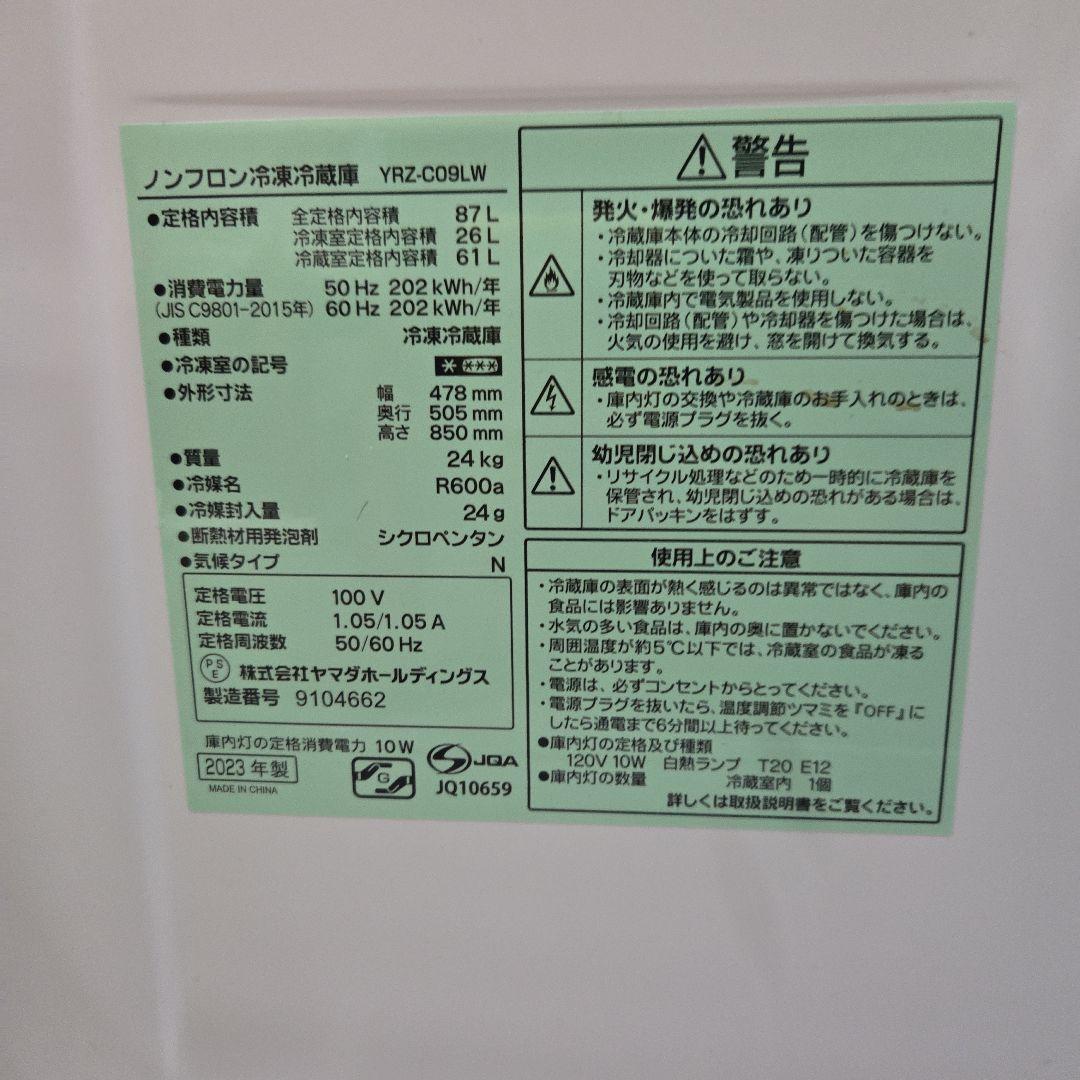 ノンフロン冷凍冷蔵庫 YRZ-C09LW
●定格内容積 全定格内容積 87 L
冷凍室定格内容積 26 L
冷蔵室定格内容積 61 L
●消費電力量 50 Hz 202 kWh/年
(JIS C9801-2015年) 60 Hz 202 kWh/年
●種類 冷凍冷蔵庫
●冷凍室の記号
●外形寸法 幅 478 mm
奥行 505 mm
高さ 850 mm
●質量 24 kg
●冷媒名 R600a
●冷媒封入量 24 g
●断熱材用発泡剤 シクロペンタン
●気候タイプ N
定格電圧 100 V
定格電流 1.05/1.05 A
定格周波数 50/60 Hz
PSE 株式会社ヤマダホールディングス
製造番号 9104662
庫内灯の定格消費電力 10 W
2023 年製
MADE IN CHINA
G
JQA
JQ10659
警告
発火・爆発の恐れあり
・冷蔵庫本体の冷却回路(配管)を傷つけない。
・冷却器についた霜や、凍りついた容器を
刃物などを使って取らない。
・冷蔵庫内で電気製品を使用しない。
・冷却回路(配管)や冷却器を傷つけた場合は、
火気の使用を避け、窓を開けて換気する。
感電の恐れあり
・庫内灯の交換や冷蔵庫のお手入れのときは、
必ず電源プラグを抜く。
幼児閉じ込めの恐れあり
・リサイクル処理などのため一時的に冷蔵庫を
保管され、幼児閉じ込めの恐れがある場合は、
ドアパッキンをはずす。
使用上のご注意
・冷蔵庫の表面が熱く感じるのは異常ではなく、庫内の
食品には影響ありません。
・水気の多い食品は、庫内の奥に置かないでください。
・周囲温度が約5℃以下では、冷蔵室の食品が凍る
ことがあります。
・電源は、必ずコンセントからとってください。
・電源プラグを抜いたら、温度調節ツマミを『OFF』に
したら通電まで6分間以上待ってください。
●庫内灯の定格及び種類
120V 10W 白熱ランプ T20 E12
●庫内灯の数量 冷蔵室内 1個
詳しくは取扱説明書をご覧ください。